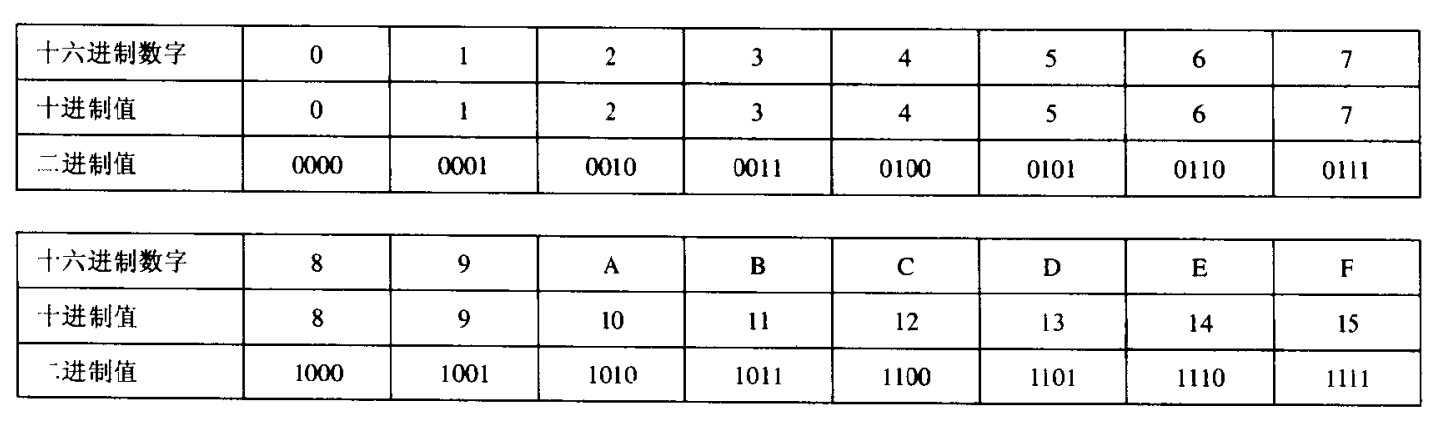 十六进制数字 0 1 2 3 4 5 6 7
十进制值 0 1 2 3 4 5 6 7
二进制值 0000 0001 0010 0011 0100 0101 0110 0111
十六进制数字 8 9 A B C D E F
十进制值 8 9 10 11 12 13 14 15
二进制值 1000 1001 1010 1011 1100 1101 1110 1111